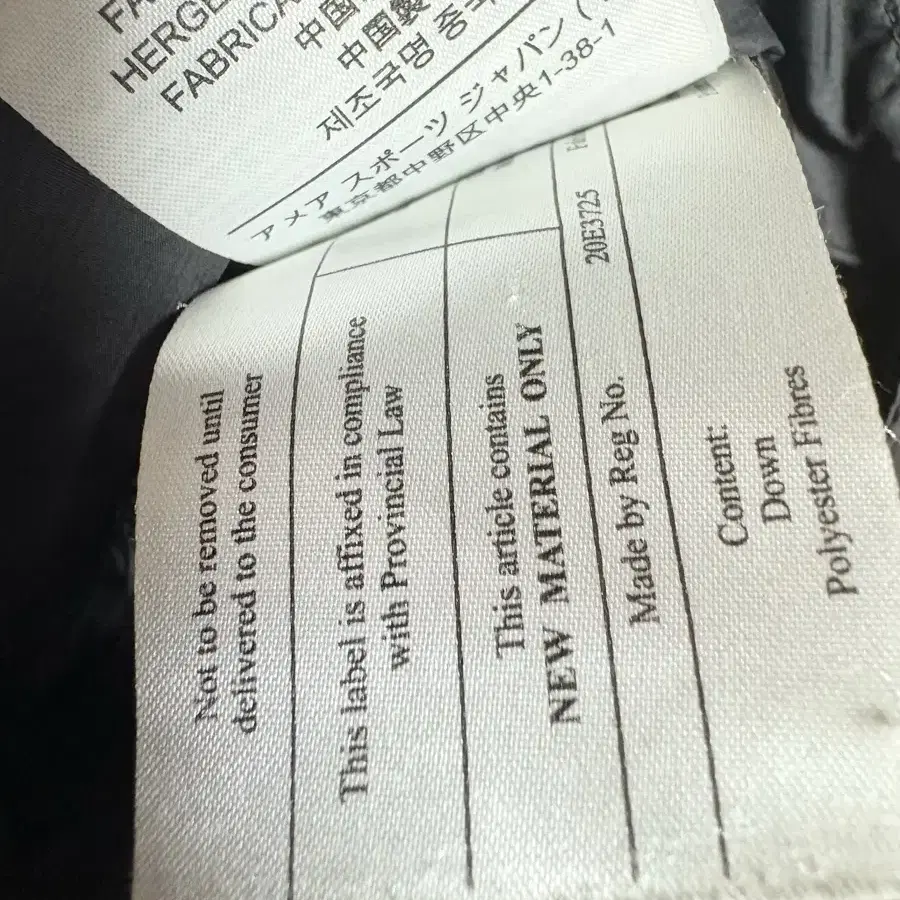 FA
HERGE
FABRICA
中国
中国製
제조국명 중국
アメア スポーツ ジャパン (
東京都中野区中央1-38-1
Not to be removed until
delivered to the consumer
This label is affixed in compliance
with Provincial Law
This article contains
NEW MATERIAL ONLY
Made by Reg No. 20E3725
Content:
Down
Polyester Fibres